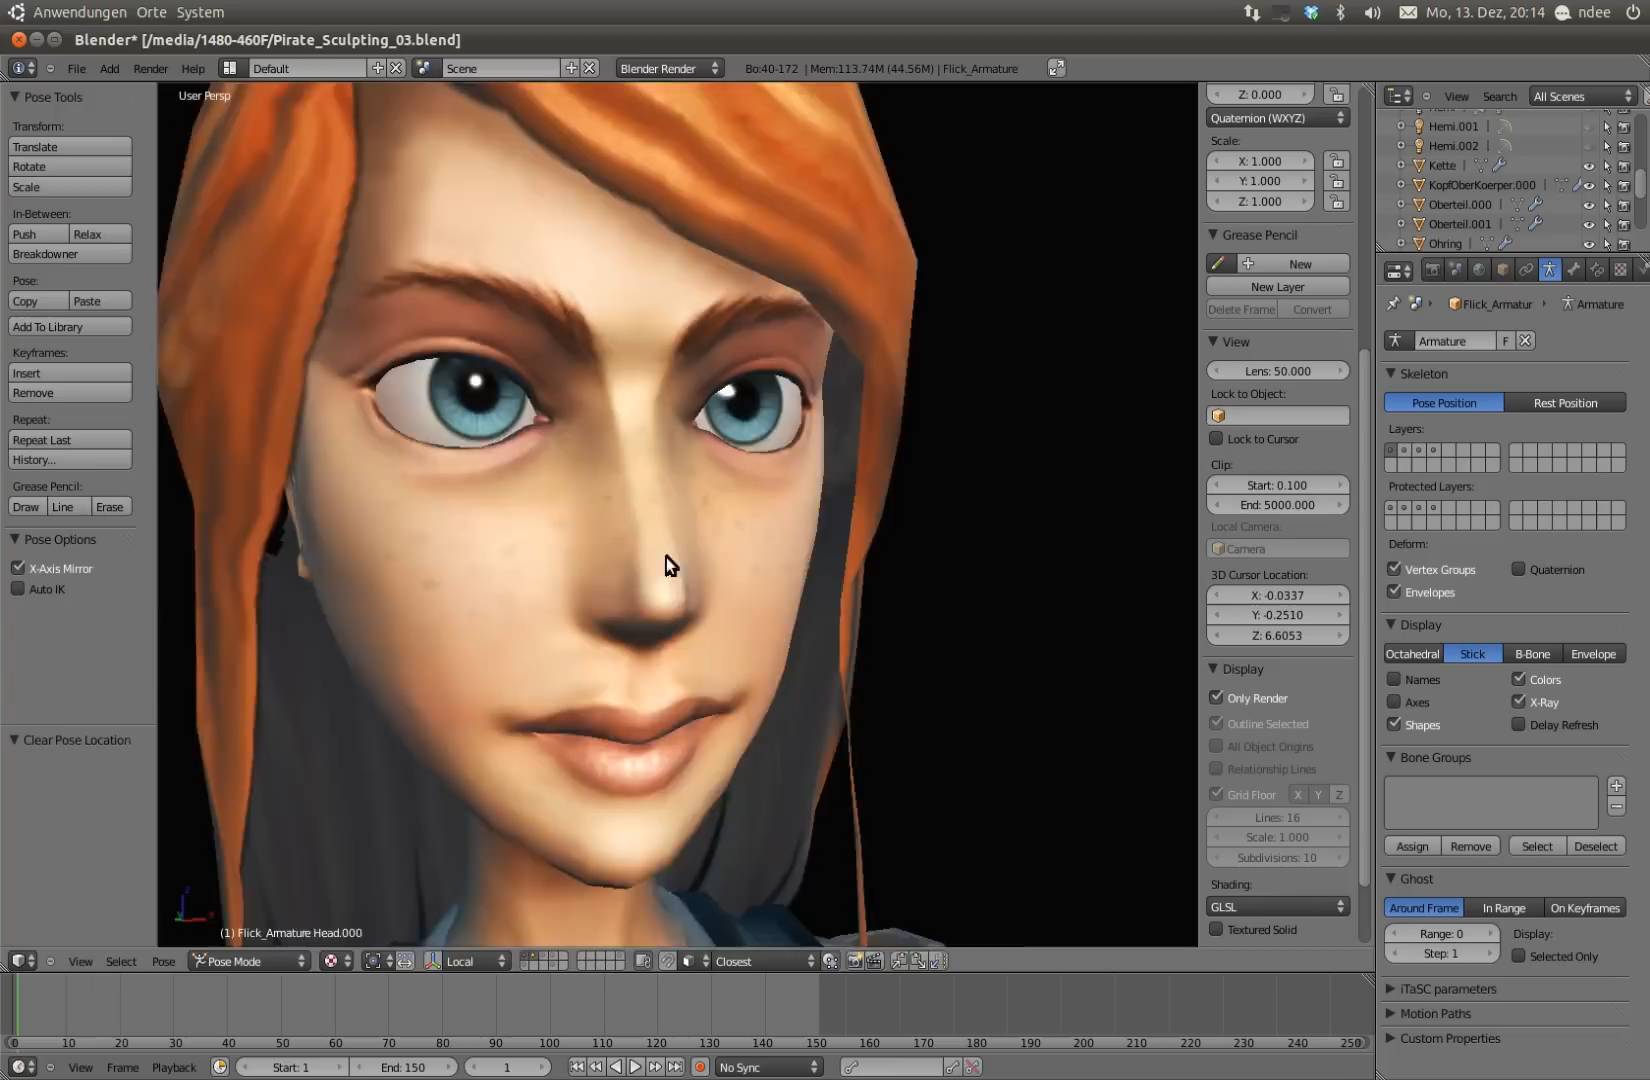 Anwendungen Orte System
Mo, 13. Dez, 20:14 ndee
Blender* [/media/1480-460F/Pirate_Sculpting_03.blend]
File Add Render Help Default Scene Blender Render Bo:40-172 | Mem:113.74M (44.56M) | Flick_Armature
Pose Tools
Transform:
Translate
Rotate
Scale
In-Between:
Push Relax
Breakdowner
Pose:
Copy Paste
Add To Library
Keyframes:
Insert
Remove
Repeat:
Repeat Last
History...
Grease Pencil:
Draw Line Erase
Pose Options
X-Axis Mirror
Auto IK
Clear Pose Location
User Persp
(1) Flick_Armature Head.000
Z: 0.000
Quaternion (WXYZ)
Scale:
X: 1.000
Y: 1.000
Z: 1.000
Grease Pencil
New
New Layer
Delete Frame Convert
View
Lens: 50.000
Lock to Object:
Lock to Cursor
Clip:
Start: 0.100
End: 5000.000
Local Camera:
Camera
3D Cursor Location:
X: -0.0337
Y: -0.2510
Z: 6.6053
Display
Only Render
Outline Selected
All Object Origins
Relationship Lines
Grid Floor X Y Z
Lines: 16
Scale: 1.000
Subdivisions: 10
Shading:
GLSL
Textured Solid
View Search All Scenes
Hemi.001
Hemi.002
Kette
KopfOberKoerper.000
Oberteil.000
Oberteil.001
Ohring
Flick_Armatur Armature
Armature F
Skeleton
Pose Position Rest Position
Layers:
Protected Layers:
Deform:
Vertex Groups Quaternion
Envelopes
Display
Octahedral Stick B-Bone Envelope
Names Colors
Axes X-Ray
Shapes Delay Refresh
Bone Groups
Assign Remove Select Deselect
Ghost
Around Frame In Range On Keyframes
Range: 0 Display:
Step: 1 Selected Only
iTaSC parameters
Motion Paths
Custom Properties
View Select Pose Pose Mode Local Closest
0 10 20 30 40 50 60 70 80 90 100 110 120 130 140 150 160 170 180 190 200 210 220 230 240 250
View Frame Playback Start: 1 End: 150 1 No Sync